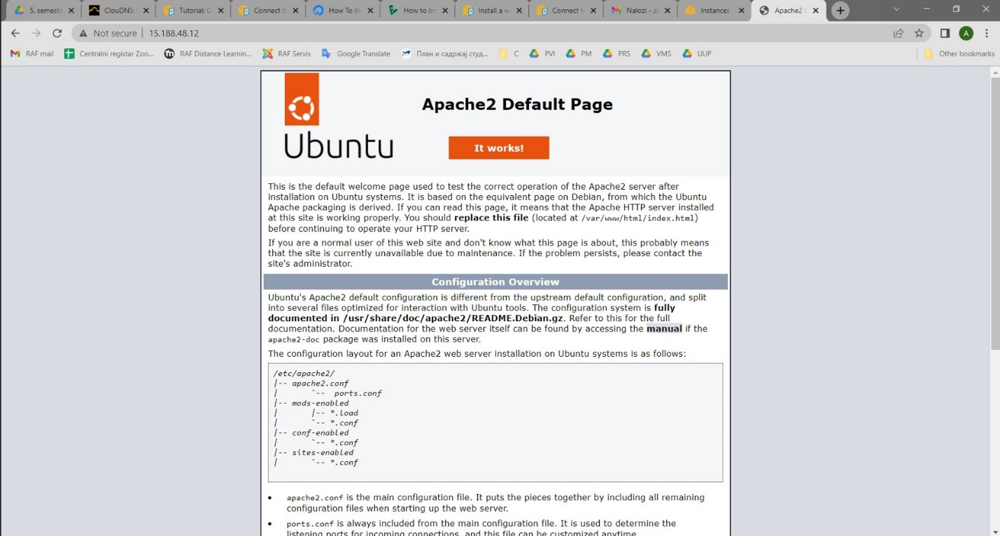 5. semesta
ClouDNS:
Tutorial: G
Connect to
How To In
How to In
Install a w
Connect t
Nalozi - a
Instances
Apache2 U
Not secure | 15.188.48.12
A
RAF mail
Centralni registar Zoo...
RAF Distance Learnin...
RAF Servis
Google Translate
План и садржај студ...
C
PVI
PM
PRS
VMS
UUP
Other bookmarks
Ubuntu
Apache2 Default Page
It works!
This is the default welcome page used to test the correct operation of the Apache2 server after
installation on Ubuntu systems. It is based on the equivalent page on Debian, from which the Ubuntu
Apache packaging is derived. If you can read this page, it means that the Apache HTTP server installed
at this site is working properly. You should replace this file (located at /var/www/html/index.html)
before continuing to operate your HTTP server.
If you are a normal user of this web site and don't know what this page is about, this probably means
that the site is currently unavailable due to maintenance. If the problem persists, please contact the
site's administrator.
Configuration Overview
Ubuntu's Apache2 default configuration is different from the upstream default configuration, and split
into several files optimized for interaction with Ubuntu tools. The configuration system is fully
documented in /usr/share/doc/apache2/README.Debian.gz. Refer to this for the full
documentation. Documentation for the web server itself can be found by accessing the manual if the
apache2-doc package was installed on this server.
The configuration layout for an Apache2 web server installation on Ubuntu systems is as follows:
/etc/apache2/
|-- apache2.conf
|       `--  ports.conf
|-- mods-enabled
|       |-- *.load
|       `-- *.conf
|-- conf-enabled
|       `-- *.conf
|-- sites-enabled
|       `-- *.conf
• apache2.conf is the main configuration file. It puts the pieces together by including all remaining
configuration files when starting up the web server.
• ports.conf is always included from the main configuration file. It is used to determine the
listening ports for incoming connections, and this file can be customized anytime.